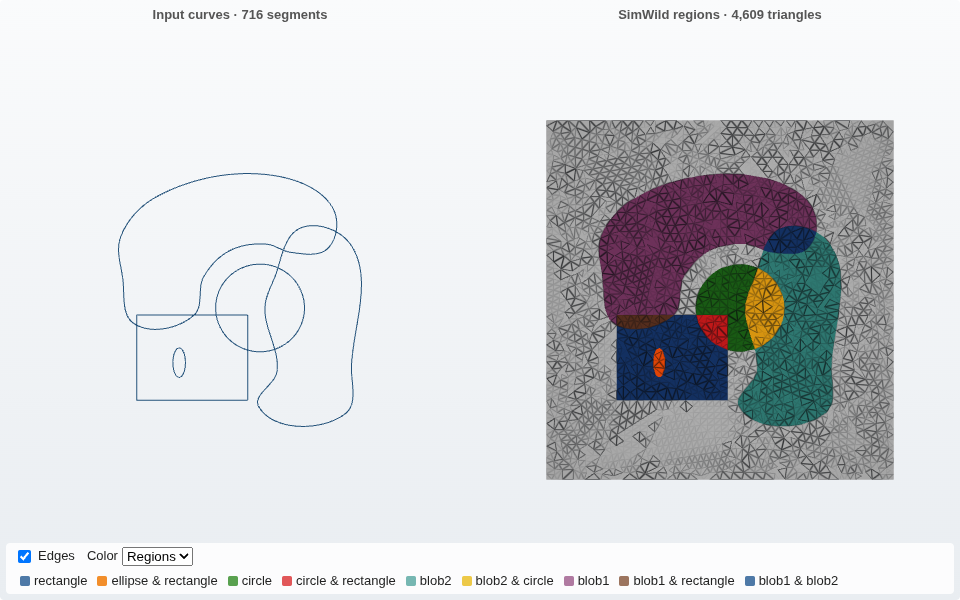 Input curves · 716 segments
SimWild regions · 4,609 triangles
Edges Color Regions
rectangle ellipse & rectangle circle circle & rectangle blob2 blob2 & circle blob1 blob1 & rectangle blob1 & blob2